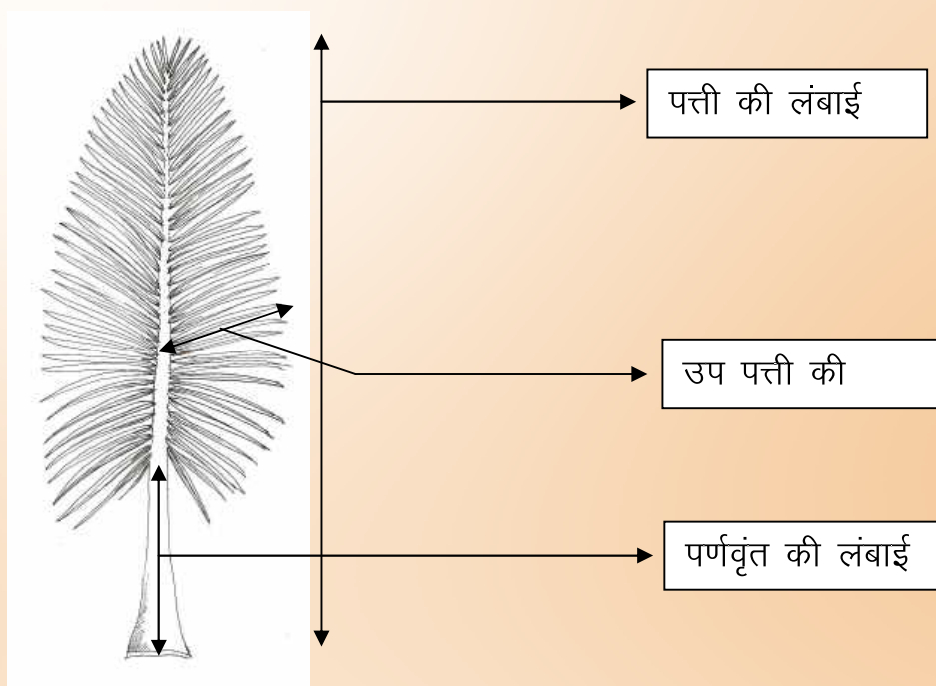 पत्ती की लंबाई
उप पत्ती की
पर्णवृंत की लंबाई